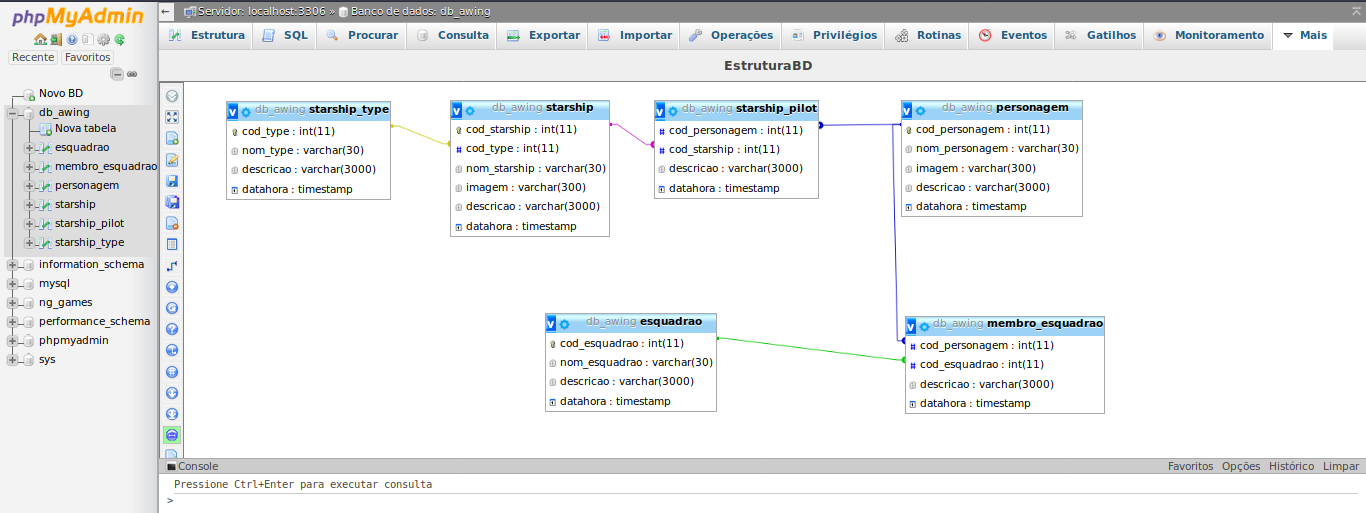 phpMyAdmin
Recente
Favoritos
Novo BD
db_awing
Nova tabela
esquadrao
membro_esquadrao
personagem
starship
starship_pilot
starship_type
information_schema
mysql
ng_games
performance_schema
phpmyadmin
sys
Servidor: localhost:3306 » Banco de dados: db_awing
Estrutura
SQL
Procurar
Consulta
Exportar
Importar
Operações
Privilégios
Rotinas
Eventos
Gatilhos
Monitoramento
Mais
EstruturaBD
db_awing starship_type
cod_type : int(11)
nom_type : varchar(30)
descricao : varchar(3000)
datahora : timestamp
db_awing starship
cod_starship : int(11)
cod_type : int(11)
nom_starship : varchar(30)
imagem : varchar(300)
descricao : varchar(3000)
datahora : timestamp
db_awing starship_pilot
cod_personagem : int(11)
cod_starship : int(11)
descricao : varchar(3000)
datahora : timestamp
db_awing personagem
cod_personagem : int(11)
nom_personagem : varchar(30)
imagem : varchar(300)
descricao : varchar(3000)
datahora : timestamp
db_awing esquadrao
cod_esquadrao : int(11)
nom_esquadrao : varchar(30)
descricao : varchar(3000)
datahora : timestamp
db_awing membro_esquadrao
cod_personagem : int(11)
cod_esquadrao : int(11)
descricao : varchar(3000)
datahora : timestamp
Console
Favoritos
Opções
Histórico
Limpar
Pressione Ctrl+Enter para executar consulta
>